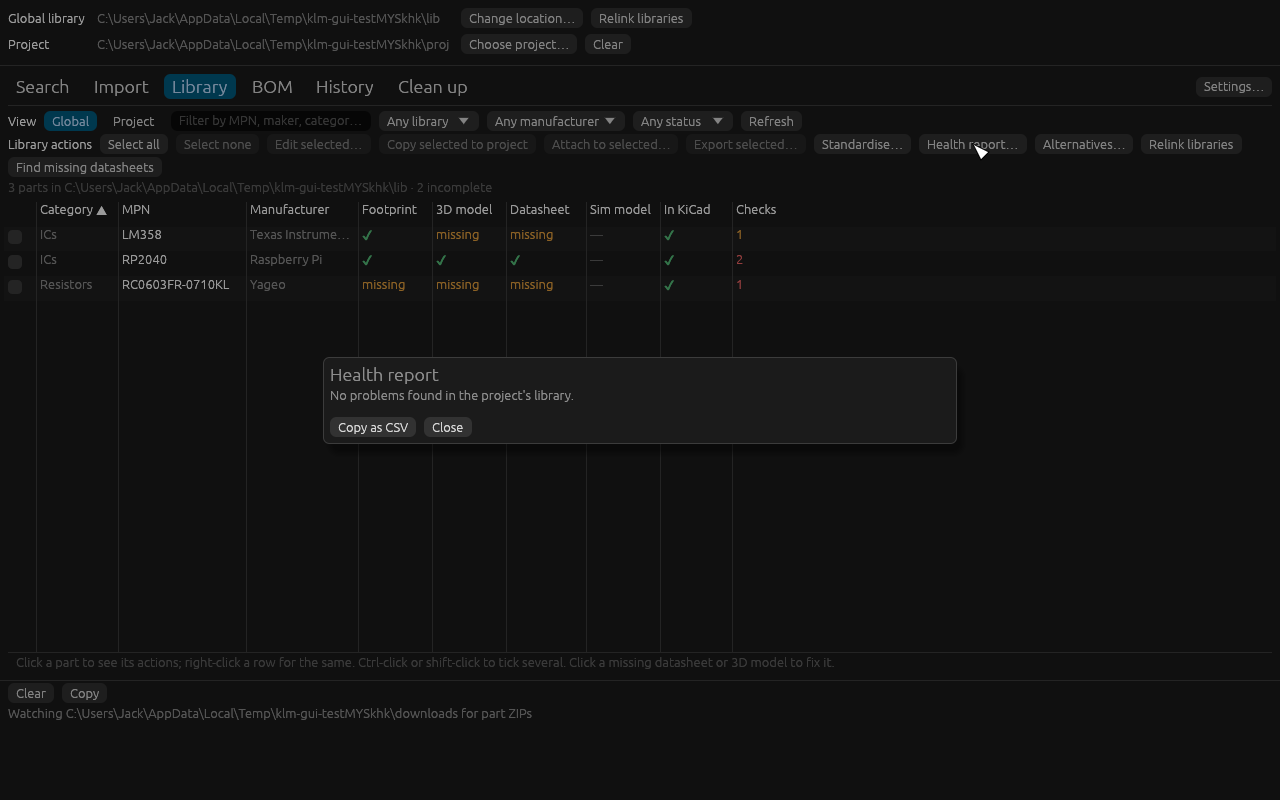 Global library C:\Users\Jack\AppData\Local\Temp\klm-gui-testMYSkhk\lib Change location… Relink libraries
Project C:\Users\Jack\AppData\Local\Temp\klm-gui-testMYSkhk\proj Choose project… Clear
Search Import Library BOM History Clean up Settings…
View Global Project Filter by MPN, maker, categor… Any library Any manufacturer Any status Refresh
Library actions Select all Select none Edit selected… Copy selected to project Attach to selected… Export selected… Standardise… Health report… Alternatives… Relink libraries
Find missing datasheets
3 parts in C:\Users\Jack\AppData\Local\Temp\klm-gui-testMYSkhk\lib · 2 incomplete
Category ▲ MPN Manufacturer Footprint 3D model Datasheet Sim model In KiCad Checks
ICs LM358 Texas Instrume… ✓ missing missing — ✓ 1
ICs RP2040 Raspberry Pi ✓ ✓ ✓ — ✓ 2
Resistors RC0603FR-0710KL Yageo missing missing missing — ✓ 1
Health report
No problems found in the project's library.
Copy as CSV Close
Click a part to see its actions; right-click a row for the same. Ctrl-click or shift-click to tick several. Click a missing datasheet or 3D model to fix it.
Clear Copy
Watching C:\Users\Jack\AppData\Local\Temp\klm-gui-testMYSkhk\downloads for part ZIPs